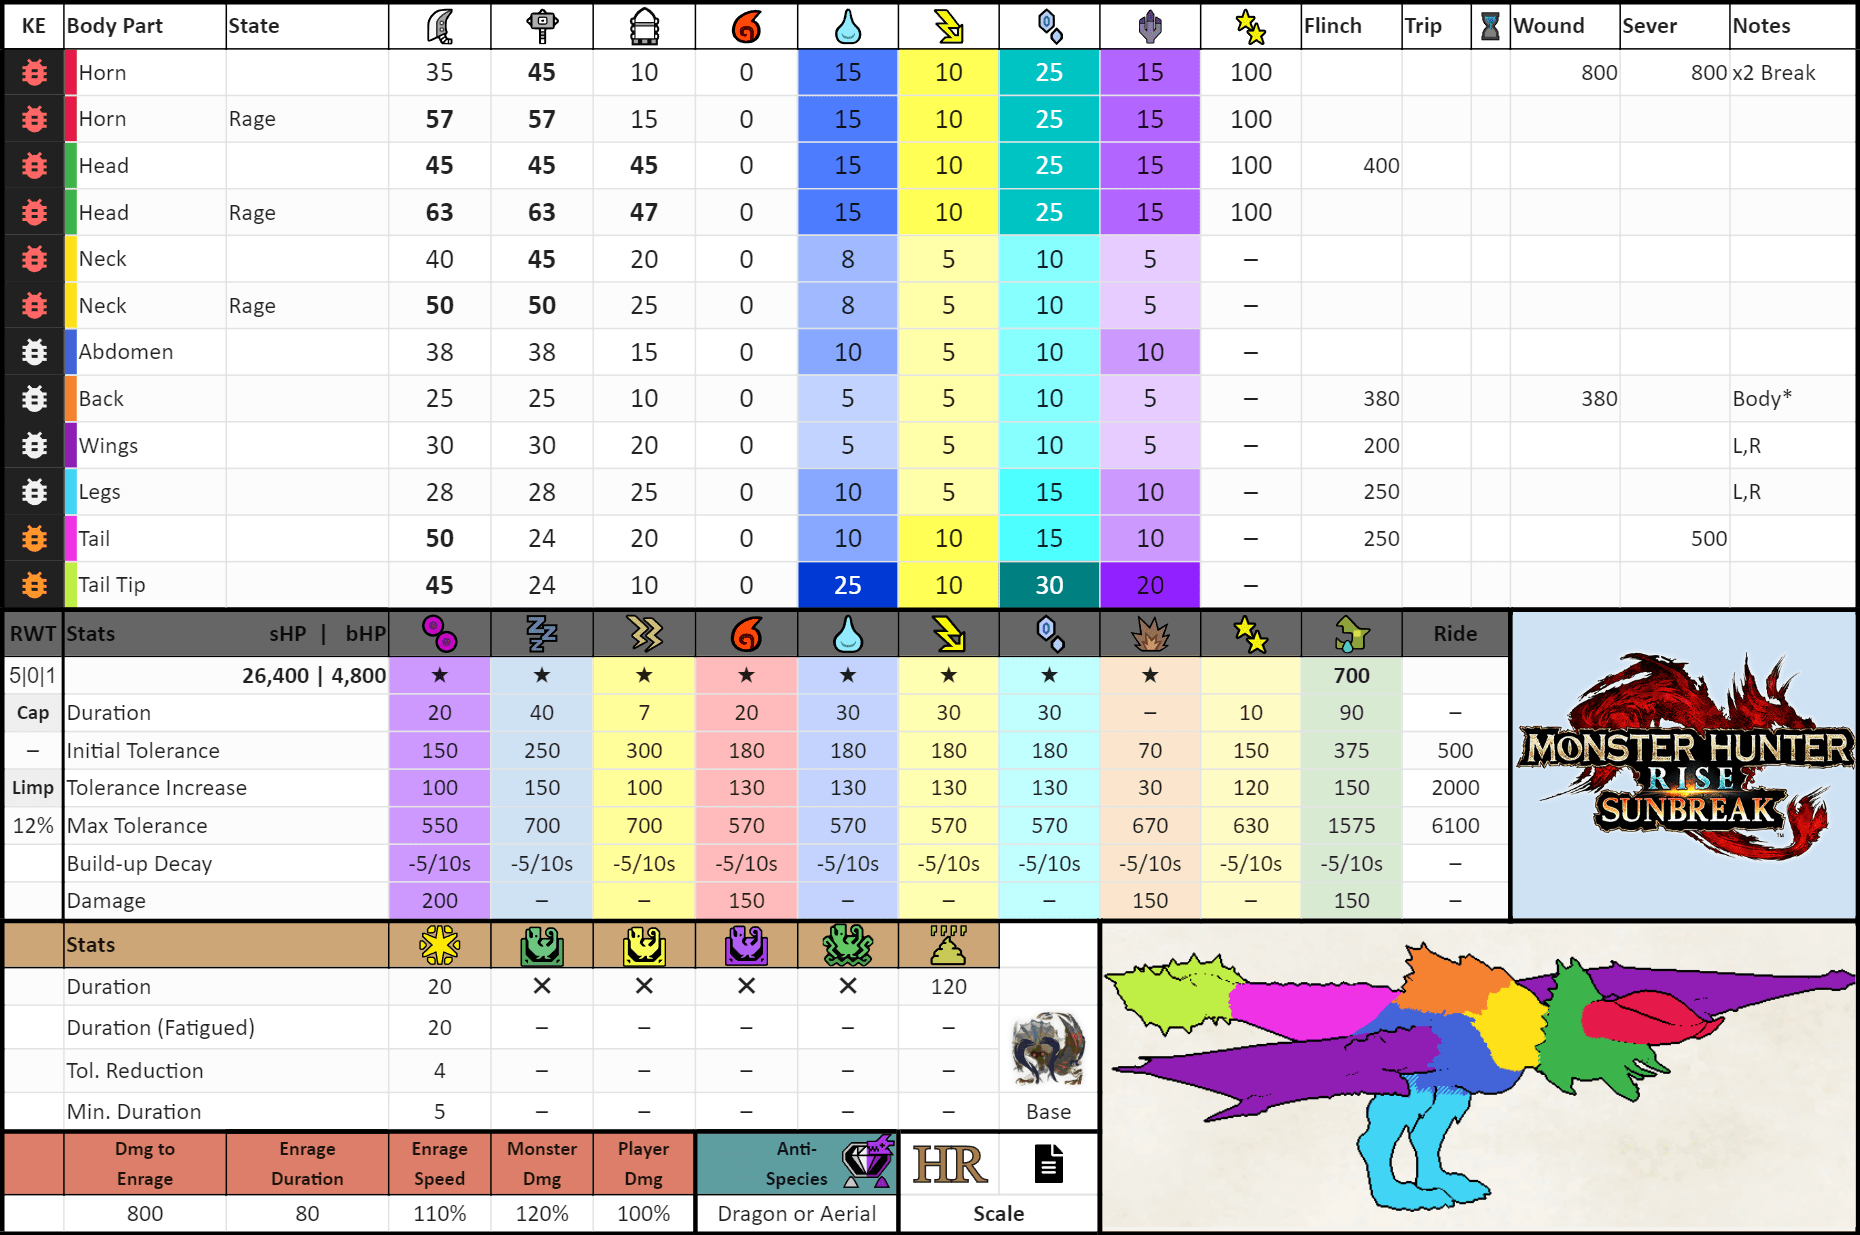 KE Body Part State Flinch Trip Wound Sever Notes
Horn 35 45 10 0 15 10 25 15 100 800 800 x2 Break
Horn Rage 57 57 15 0 15 10 25 15 100
Head 45 45 45 0 15 10 25 15 100 400
Head Rage 63 63 47 0 15 10 25 15 100
Neck 40 45 20 0 8 5 10 5 –
Neck Rage 50 50 25 0 8 5 10 5 –
Abdomen 38 38 15 0 10 5 10 10 –
Back 25 25 10 0 5 5 10 5 – 380 380 Body*
Wings 30 30 20 0 5 5 10 5 – 200 L,R
Legs 28 28 25 0 10 5 15 10 – 250 L,R
Tail 50 24 20 0 10 10 15 10 – 250 500
Tail Tip 45 24 10 0 25 10 30 20 –
RWT Stats sHP | bHP Ride
5|0|1 26,400 | 4,800 ★ ★ ★ ★ ★ ★ ★ ★ 700
Cap Duration 20 40 7 20 30 30 30 – 10 90 –
– Initial Tolerance 150 250 300 180 180 180 180 70 150 375 500
Limp Tolerance Increase 100 150 100 130 130 130 130 30 120 150 2000
12% Max Tolerance 550 700 700 570 570 570 570 670 630 1575 6100
Build-up Decay -5/10s -5/10s -5/10s -5/10s -5/10s -5/10s -5/10s -5/10s -5/10s -5/10s –
Damage 200 – – 150 – – – 150 – 150 –
MONSTER HUNTER
RISE
SUNBREAK
™
Stats
Duration 20 ✕ ✕ ✕ ✕ 120
Duration (Fatigued) 20 – – – – –
Tol. Reduction 4 – – – – –
Min. Duration 5 – – – – – Base
Dmg to Enrage Enrage Monster Player Anti-
Enrage Duration Speed Dmg Dmg Species HR
800 80 110% 120% 100% Dragon or Aerial Scale